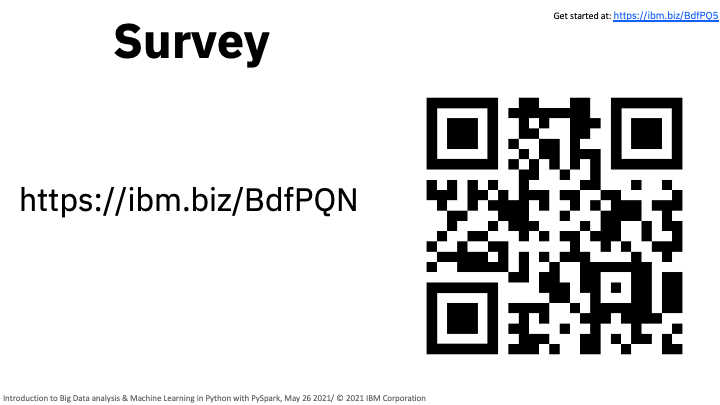 Get started at: https://ibm.biz/BdfPQ5
Survey
https://ibm.biz/BdfPQN
Introduction to Big Data analysis & Machine Learning in Python with PySpark, May 26 2021/ © 2021 IBM Corporation